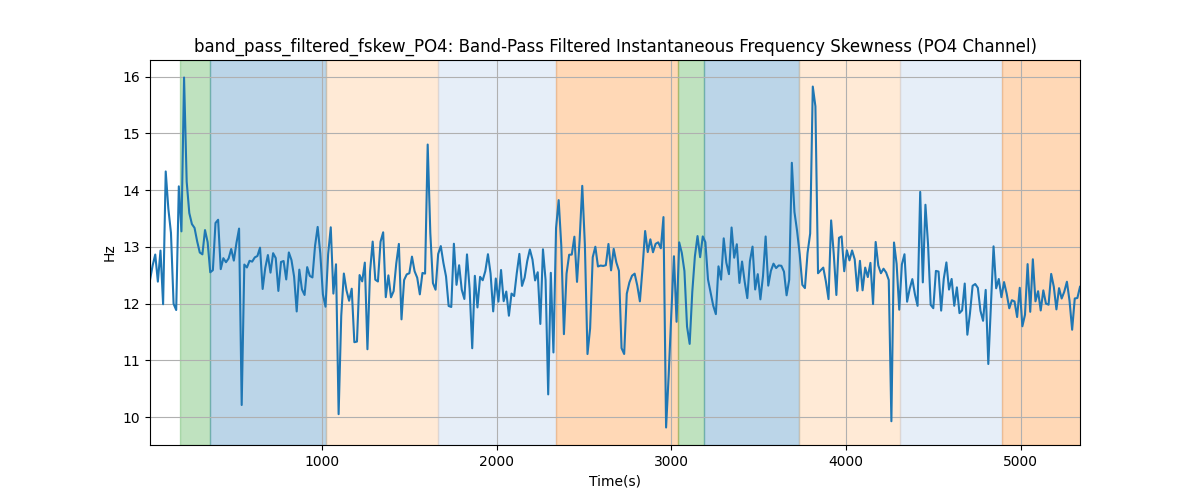 band_pass_filtered_fskew_PO4: Band-Pass Filtered Instantaneous Frequency Skewness (PO4 Channel)
16
15
14
13
12
11
10
Hz
1000 2000 3000 4000 5000
Time(s)